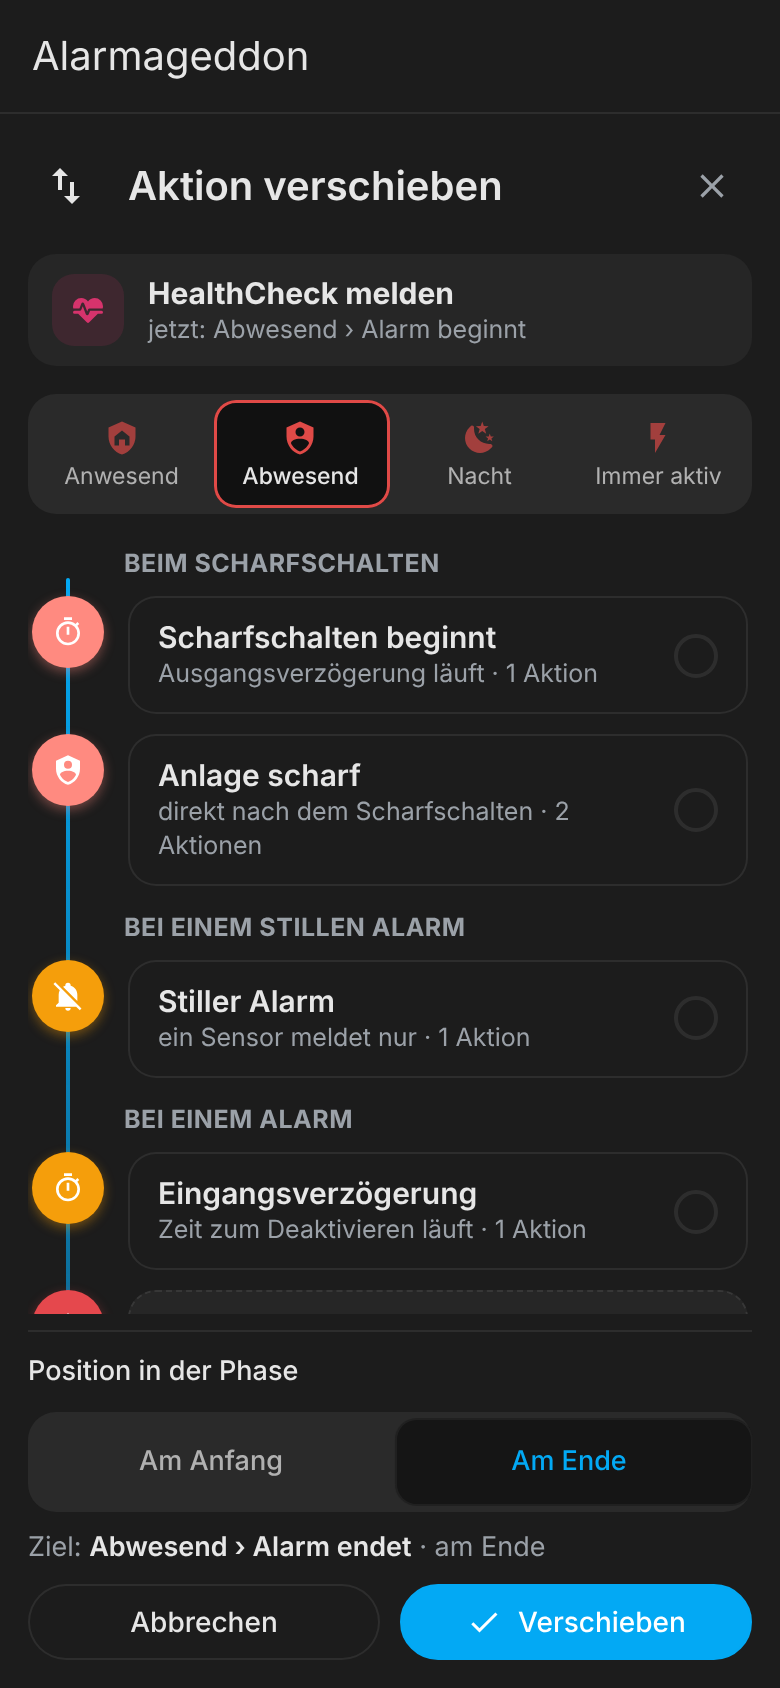 Alarmageddon
Aktion verschieben
HealthCheck melden
jetzt: Abwesend › Alarm beginnt
Anwesend
Abwesend
Nacht
Immer aktiv
BEIM SCHARFSCHALTEN
Scharfschalten beginnt
Ausgangsverzögerung läuft · 1 Aktion
Anlage scharf
direkt nach dem Scharfschalten · 2
Aktionen
BEI EINEM STILLEN ALARM
Stiller Alarm
ein Sensor meldet nur · 1 Aktion
BEI EINEM ALARM
Eingangsverzögerung
Zeit zum Deaktivieren läuft · 1 Aktion
Position in der Phase
Am Anfang
Am Ende
Ziel: Abwesend › Alarm endet · am Ende
Abbrechen
Verschieben